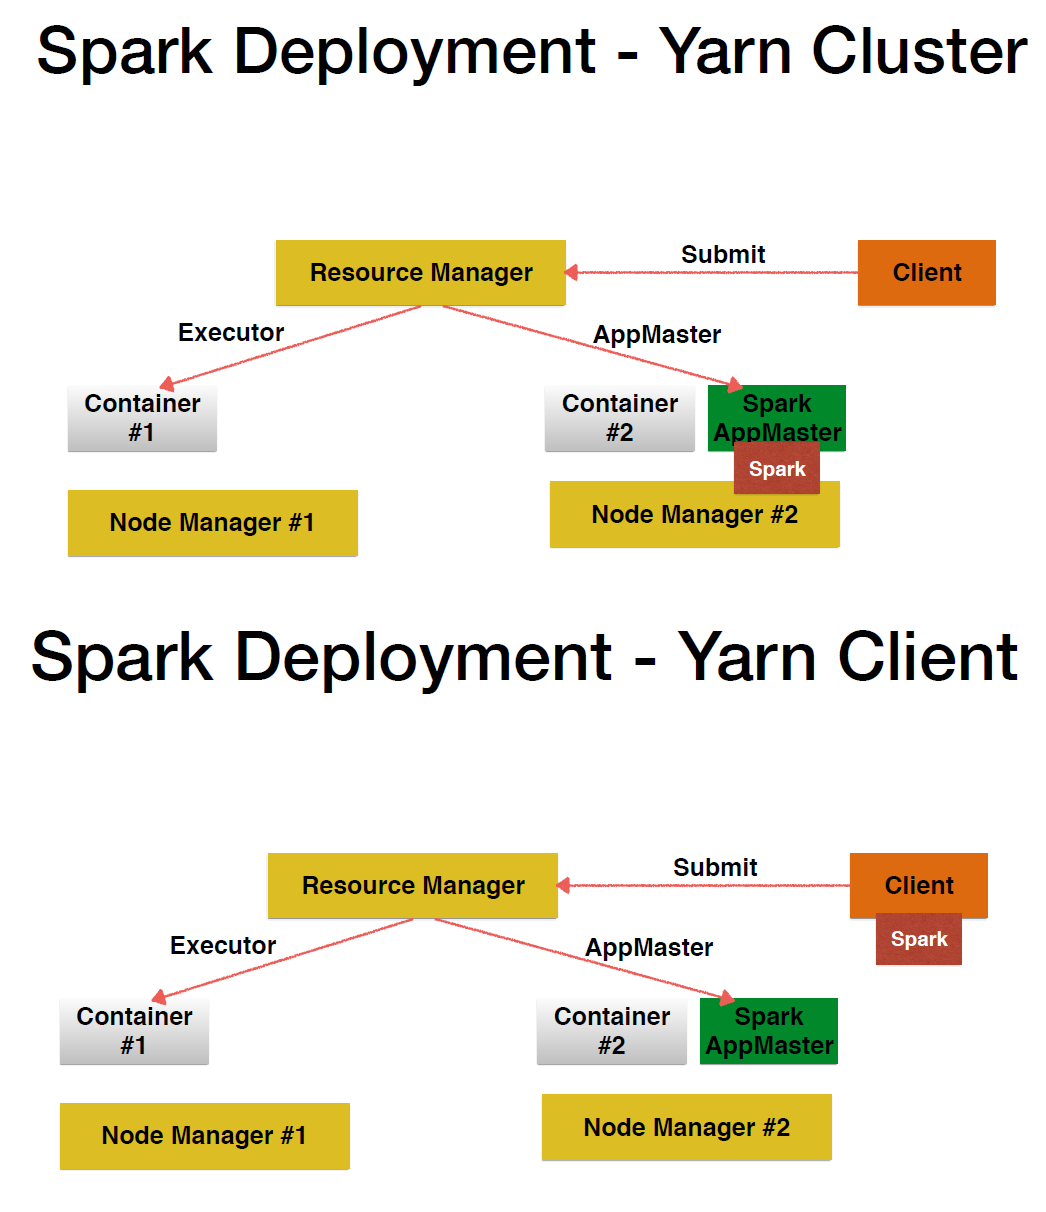 Spark Deployment - Yarn Cluster
Resource Manager
Submit
Client
Executor
AppMaster
Container
#1
Container
#2
Spark
AppMaster
Spark
Node Manager #1
Node Manager #2
Spark Deployment - Yarn Client
Resource Manager
Submit
Client
Spark
Executor
AppMaster
Container
#1
Container
#2
Spark
AppMaster
Node Manager #1
Node Manager #2